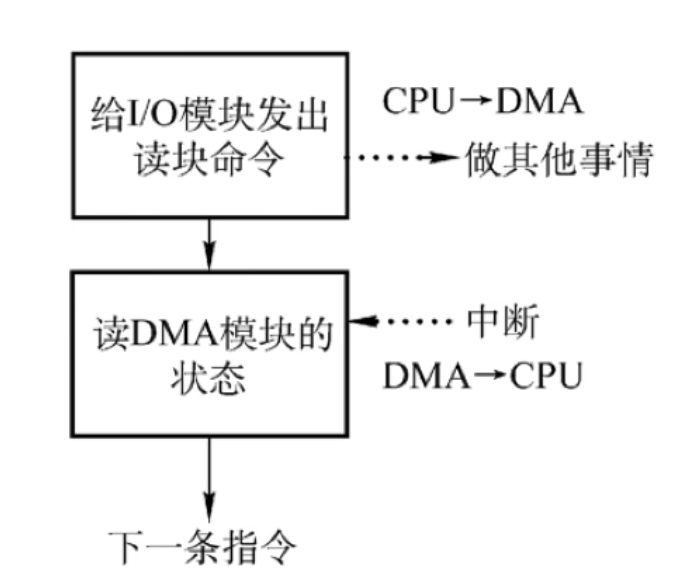 给I/O模块发出
读块命令
CPU→DMA
做其他事情
读DMA模块的
状态
中断
DMA→CPU
下一条指令